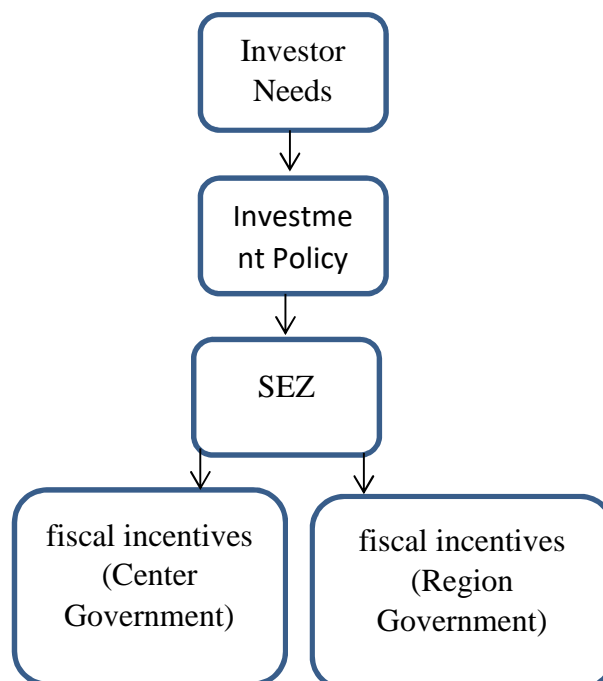 Investor
Needs
Investme
nt Policy
SEZ
fiscal incentives
(Center
Government)
fiscal incentives
(Region
Government)